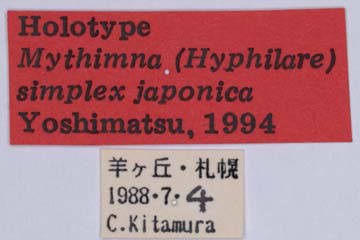 Holotype
Mythimna (Hyphilare)
simplex japonica
Yoshimatsu, 1994
羊ヶ丘・札幌
1988・7・4
C.Kitamura